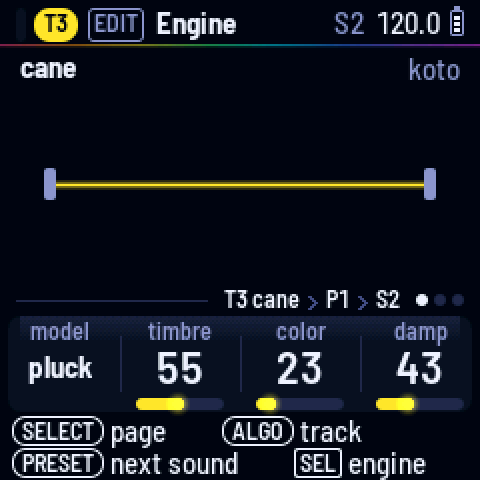 T3 EDIT Engine S2 120.0
cane koto
T3 cane > P1 > S2
model timbre color damp
pluck 55 23 43
SELECT page ALGO track
PRESET next sound SEL engine